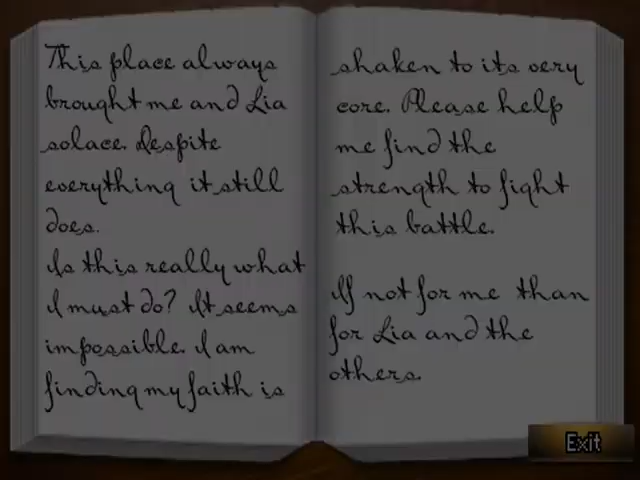 This place always
brought me and Lia
solace. Despite
everything it still
does.
Is this really what
I must do? It seems
impossible. I am
finding my faith is
shaken to its very
core. Please help
me find the
strength to fight
this battle.
If not for me than
for Lia and the
others.
Exit